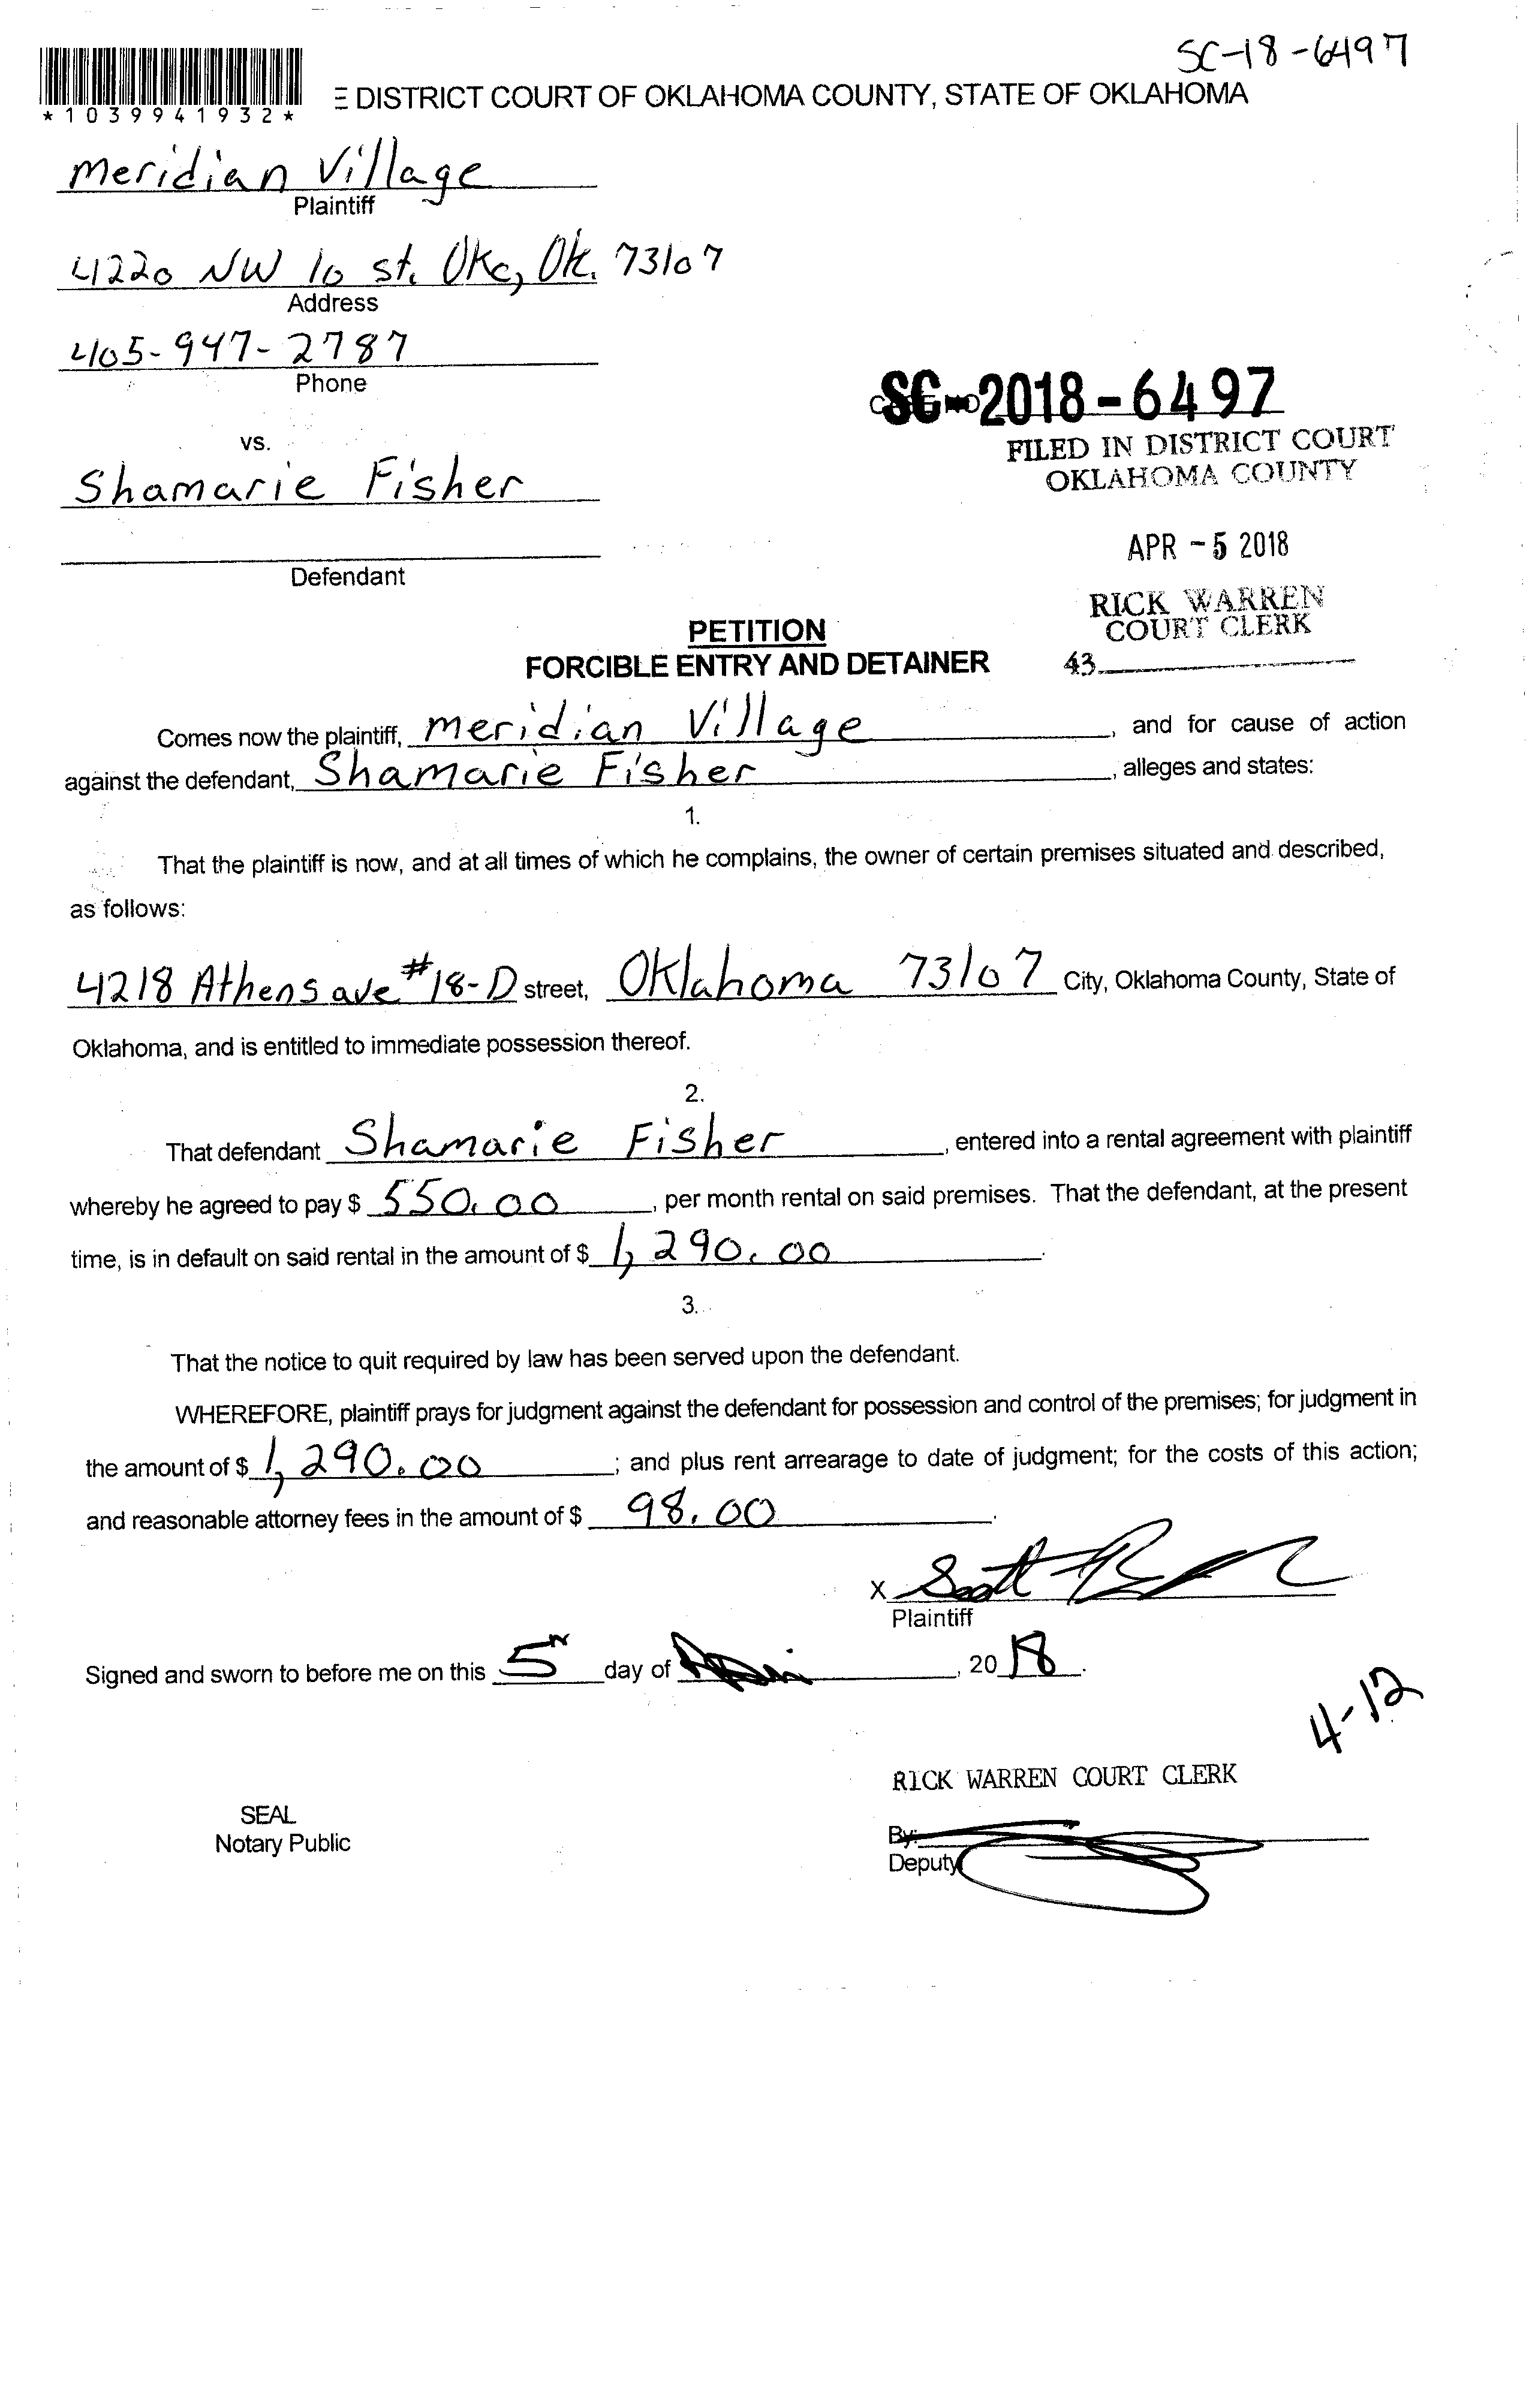 SC-18-6497
*1039941932*
E DISTRICT COURT OF OKLAHOMA COUNTY, STATE OF OKLAHOMA
Meridian Village
Plaintiff
4220 NW 10 st. OKc, OK. 73107
Address
405-947-2787
Phone
SC-2018-6497
vs.
FILED IN DISTRICT COURT
OKLAHOMA COUNTY
Shamarie Fisher
APR -5 2018
Defendant
RICK WARREN
COURT CLERK
PETITION
FORCIBLE ENTRY AND DETAINER
43
Comes now the plaintiff, Meridian Village, and for cause of action
against the defendant, Shamarie Fisher, alleges and states:
1.
That the plaintiff is now, and at all times of which he complains, the owner of certain premises situated and described,
as follows:
4218 Athens ave #18-D street, Oklahoma 73107 City, Oklahoma County, State of
Oklahoma, and is entitled to immediate possession thereof.
2.
That defendant Shamarie Fisher, entered into a rental agreement with plaintiff
whereby he agreed to pay $ 550.00, per month rental on said premises. That the defendant, at the present
time, is in default on said rental in the amount of $ 1,290.00.
3.
That the notice to quit required by law has been served upon the defendant.
WHEREFORE, plaintiff prays for judgment against the defendant for possession and control of the premises; for judgment in
the amount of $ 1,290.00; and plus rent arrearage to date of judgment; for the costs of this action;
and reasonable attorney fees in the amount of $ 98.00.
X Scott
Plaintiff
Signed and sworn to before me on this 5th day of, 2018.
4-12
RICK WARREN COURT CLERK
SEAL
Notary Public
By:
Deputy